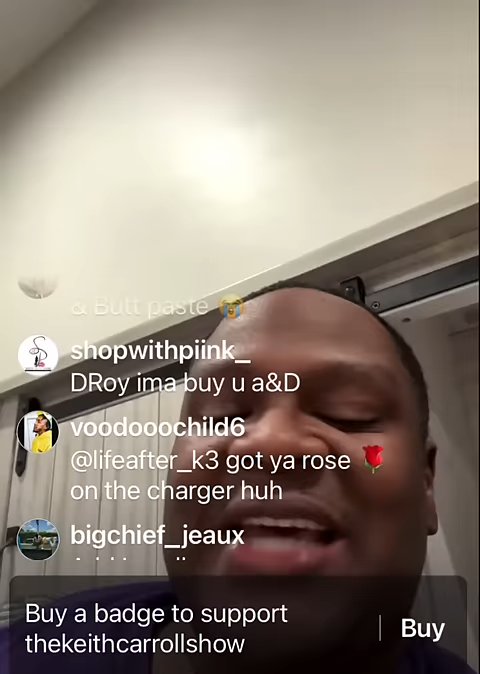 & Butt paste 😭
shopwithpiink_
DRoy ima buy u a&D
voodooochild6
@lifeafter_k3 got ya rose 🌹
on the charger huh
bigchief_jeaux
Buy a badge to support
thekeithcarrollshow
Buy